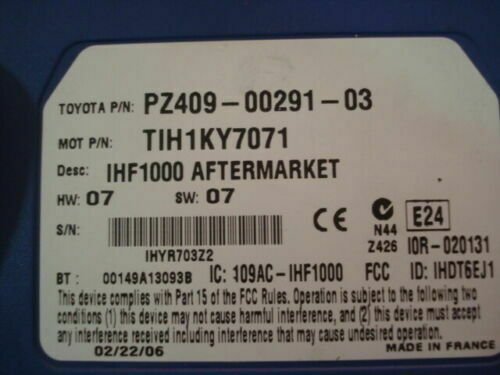 TOYOTA P/N: PZ409-00291-03
MOT P/N: TIH1KY7071
Desc: IHF1000 AFTERMARKET
HW: 07 SW: 07
S/N:
IHYR703Z2
CE N44 E24
Z426 IOR-020131
BT: 00149A13093B IC: 109AC-IHF1000 FCC ID: IHDT6EJ1
This device complies with Part 15 of the FCC Rules. Operation is subject to the following two
conditions (1) this device may not cause harmful interference, and (2) this device must accept
any interference received including interference that may cause undesired operation.
02/22/06 MADE IN FRANCE